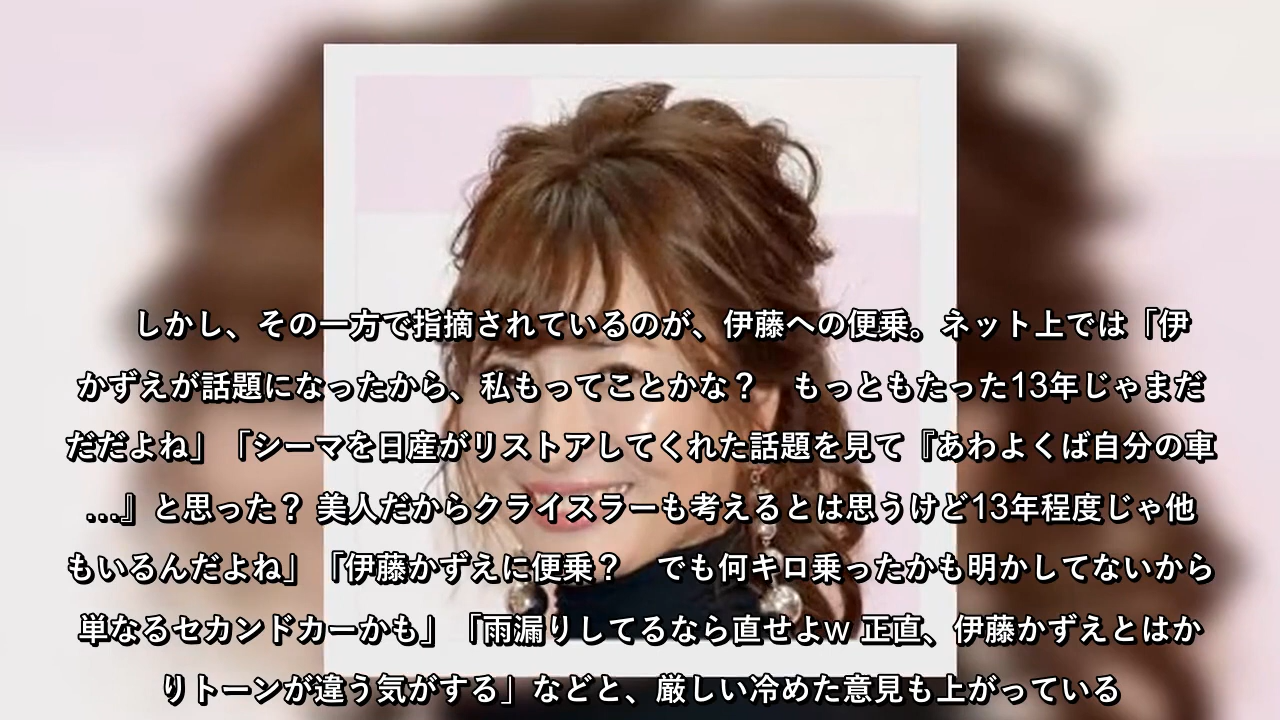 しかし、その一方で指摘されているのが、伊藤への便乗。ネット上では「伊
かずえが話題になったから、私もってことかな？　もっともたった13年じゃまだ
だだよね」「シーマを日産がリストアしてくれた話題を見て『あわよくば自分の車
…』と思った？ 美人だからクライスラーも考えるとは思うけど13年程度じゃ他
もいるんだよね」「伊藤かずえに便乗？　でも何キロ乗ったかも明かしてないから
単なるセカンドカーかも」「雨漏りしてるなら直せよw 正直、伊藤かずえとはか
りトーンが違う気がする」などと、厳しい冷めた意見も上がっている